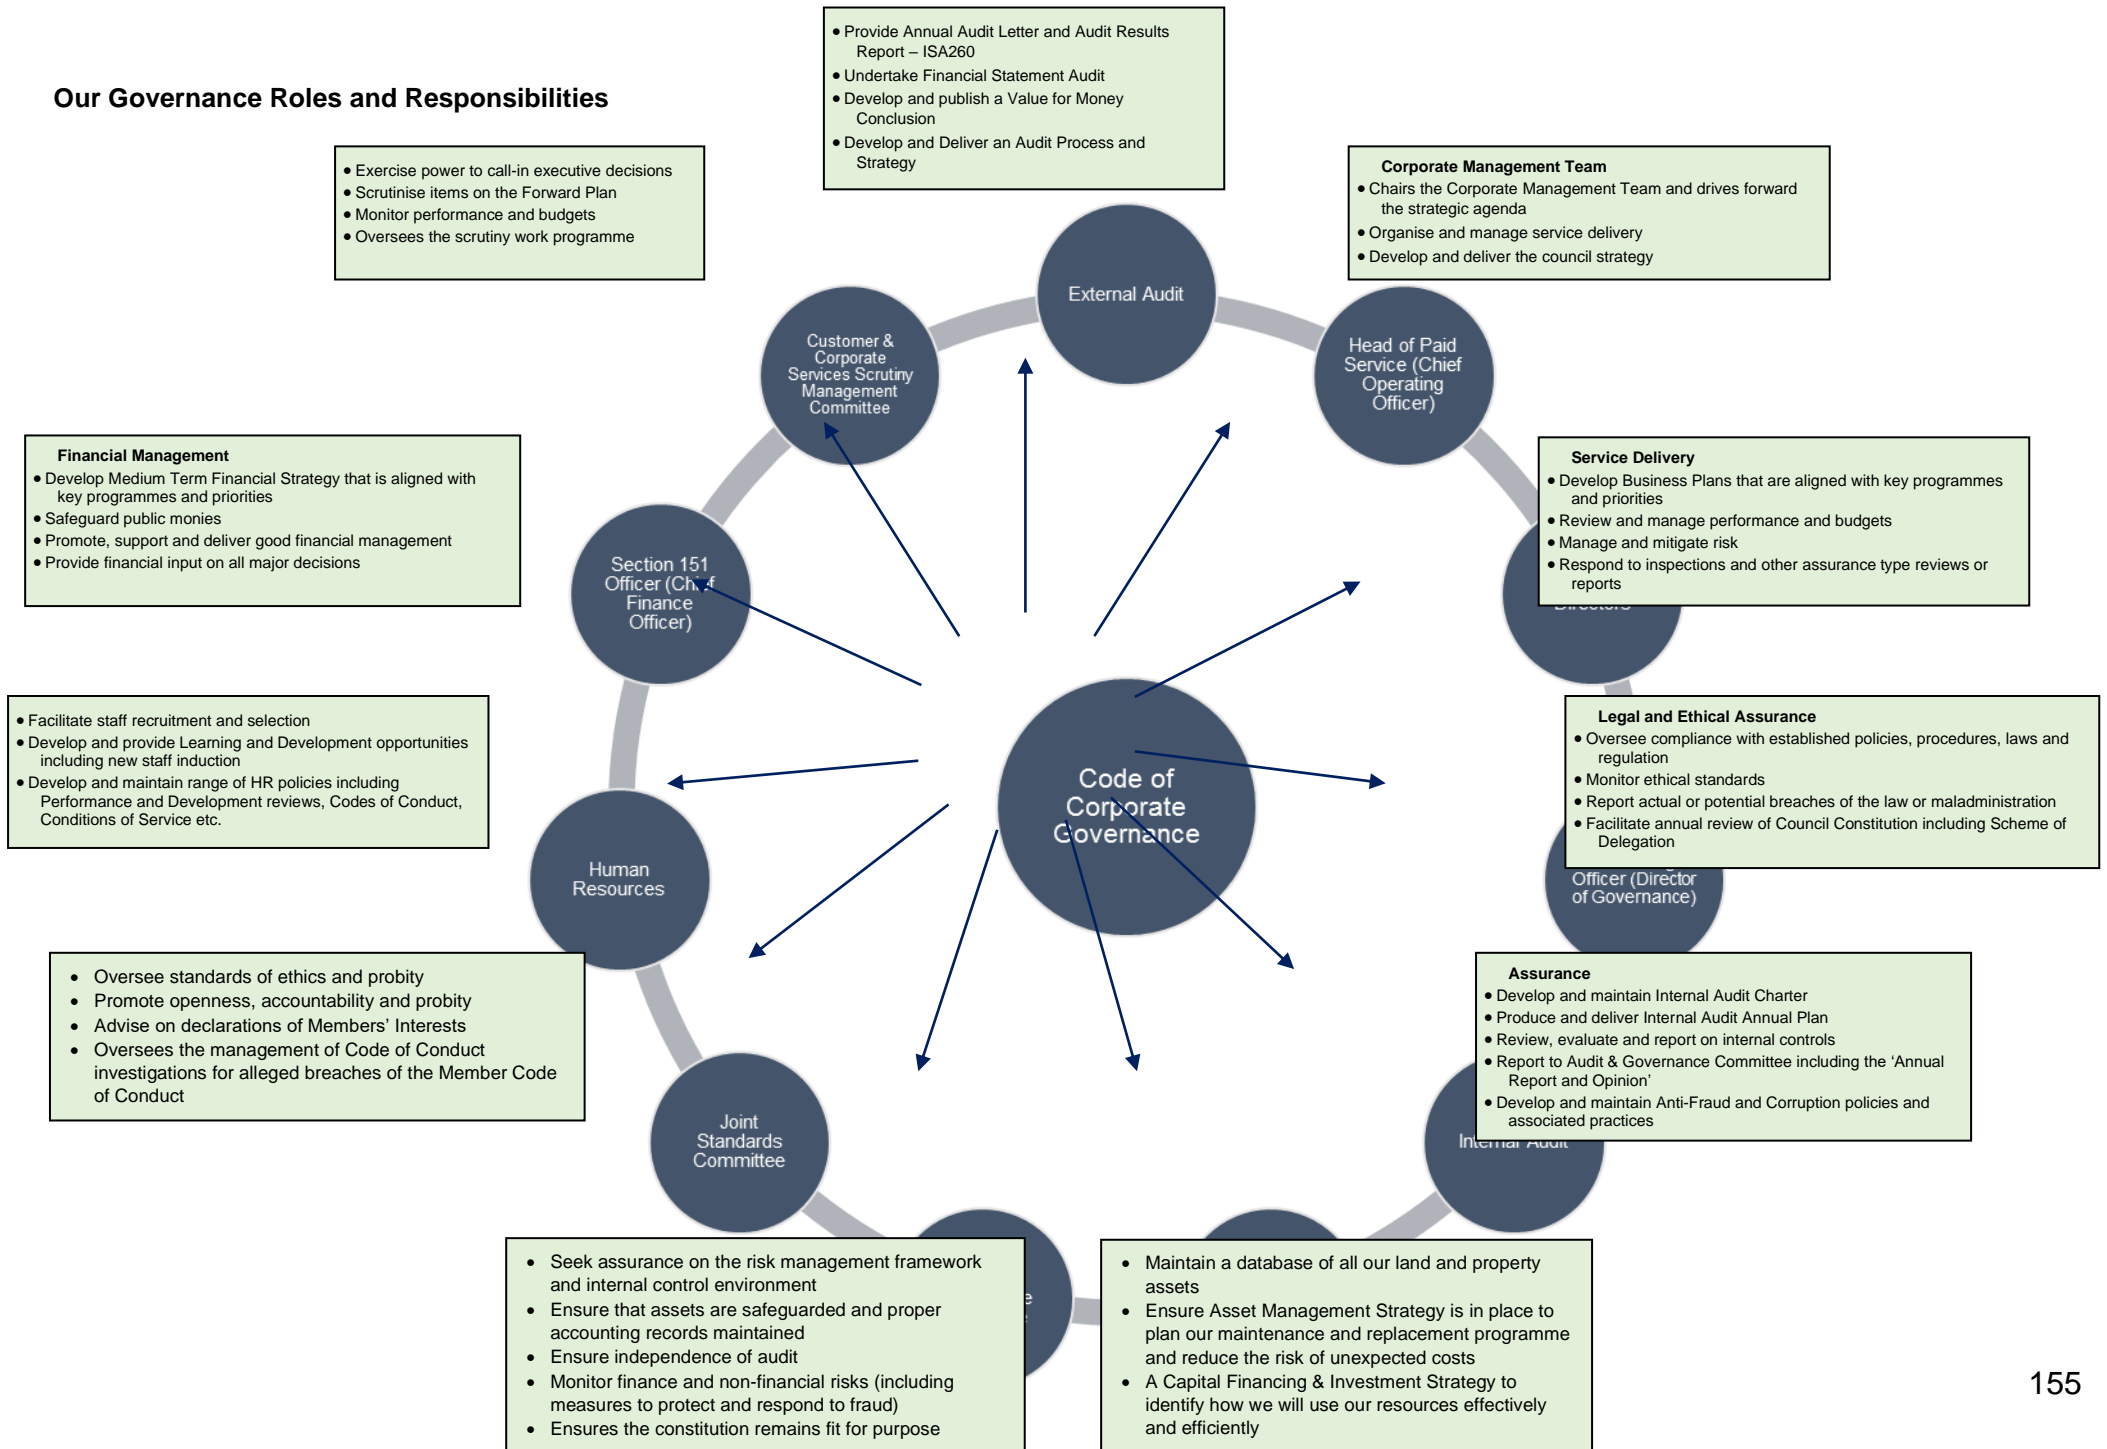 Our Governance Roles and Responsibilities
• Provide Annual Audit Letter and Audit Results
Report – ISA260
• Undertake Financial Statement Audit
• Develop and publish a Value for Money
Conclusion
• Develop and Deliver an Audit Process and
Strategy
• Exercise power to call-in executive decisions
• Scrutinise items on the Forward Plan
• Monitor performance and budgets
• Oversees the scrutiny work programme
Corporate Management Team
• Chairs the Corporate Management Team and drives forward
the strategic agenda
• Organise and manage service delivery
• Develop and deliver the council strategy
External Audit
Customer &
Corporate
Services Scrutiny
Management
Committee
Head of Paid
Service (Chief
Operating
Officer)
Financial Management
• Develop Medium Term Financial Strategy that is aligned with
key programmes and priorities
• Safeguard public monies
• Promote, support and deliver good financial management
• Provide financial input on all major decisions
Section 151
Officer (Chief
Finance
Officer)
Service Delivery
• Develop Business Plans that are aligned with key programmes
and priorities
• Review and manage performance and budgets
• Manage and mitigate risk
• Respond to inspections and other assurance type reviews or
reports
Directors
• Facilitate staff recruitment and selection
• Develop and provide Learning and Development opportunities
including new staff induction
• Develop and maintain range of HR policies including
Performance and Development reviews, Codes of Conduct,
Conditions of Service etc.
Human
Resources
Code of
Corporate
Governance
Legal and Ethical Assurance
• Oversee compliance with established policies, procedures, laws and
regulation
• Monitor ethical standards
• Report actual or potential breaches of the law or maladministration
• Facilitate annual review of Council Constitution including Scheme of
Delegation
Officer (Director
of Governance)
• Oversee standards of ethics and probity
• Promote openness, accountability and probity
• Advise on declarations of Members' Interests
• Oversees the management of Code of Conduct
investigations for alleged breaches of the Member Code
of Conduct
Joint
Standards
Committee
Assurance
• Develop and maintain Internal Audit Charter
• Produce and deliver Internal Audit Annual Plan
• Review, evaluate and report on internal controls
• Report to Audit & Governance Committee including the ‘Annual
Report and Opinion’
• Develop and maintain Anti-Fraud and Corruption policies and
associated practices
Internal Audit
• Seek assurance on the risk management framework
and internal control environment
• Ensure that assets are safeguarded and proper
accounting records maintained
• Ensure independence of audit
• Monitor finance and non-financial risks (including
measures to protect and respond to fraud)
• Ensures the constitution remains fit for purpose
• Maintain a database of all our land and property
assets
• Ensure Asset Management Strategy is in place to
plan our maintenance and replacement programme
and reduce the risk of unexpected costs
• A Capital Financing & Investment Strategy to
identify how we will use our resources effectively
and efficiently
155